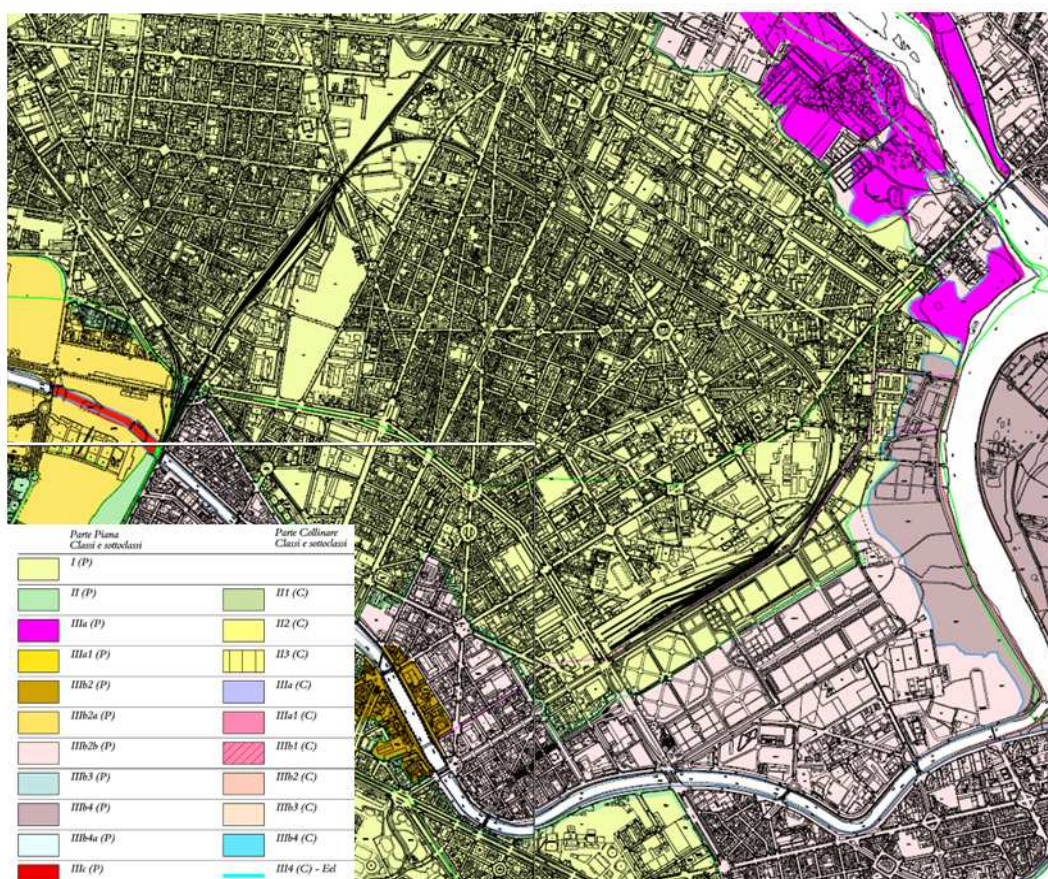 Parte Piana
Classi e sottoclassi
Parte Collinare
Classi e sottoclassi
I (P)
II (P)
II1 (C)
IIIa (P)
II2 (C)
IIIa1 (P)
II3 (C)
IIIb2 (P)
IIIa (C)
IIIb2a (P)
IIIa1 (C)
IIIb2b (P)
IIIb1 (C)
IIIb3 (P)
IIIb2 (C)
IIIb4 (P)
IIIb3 (C)
IIIb4a (P)
IIIb4 (C)
IIIc (P)
III4 (C) - Eel